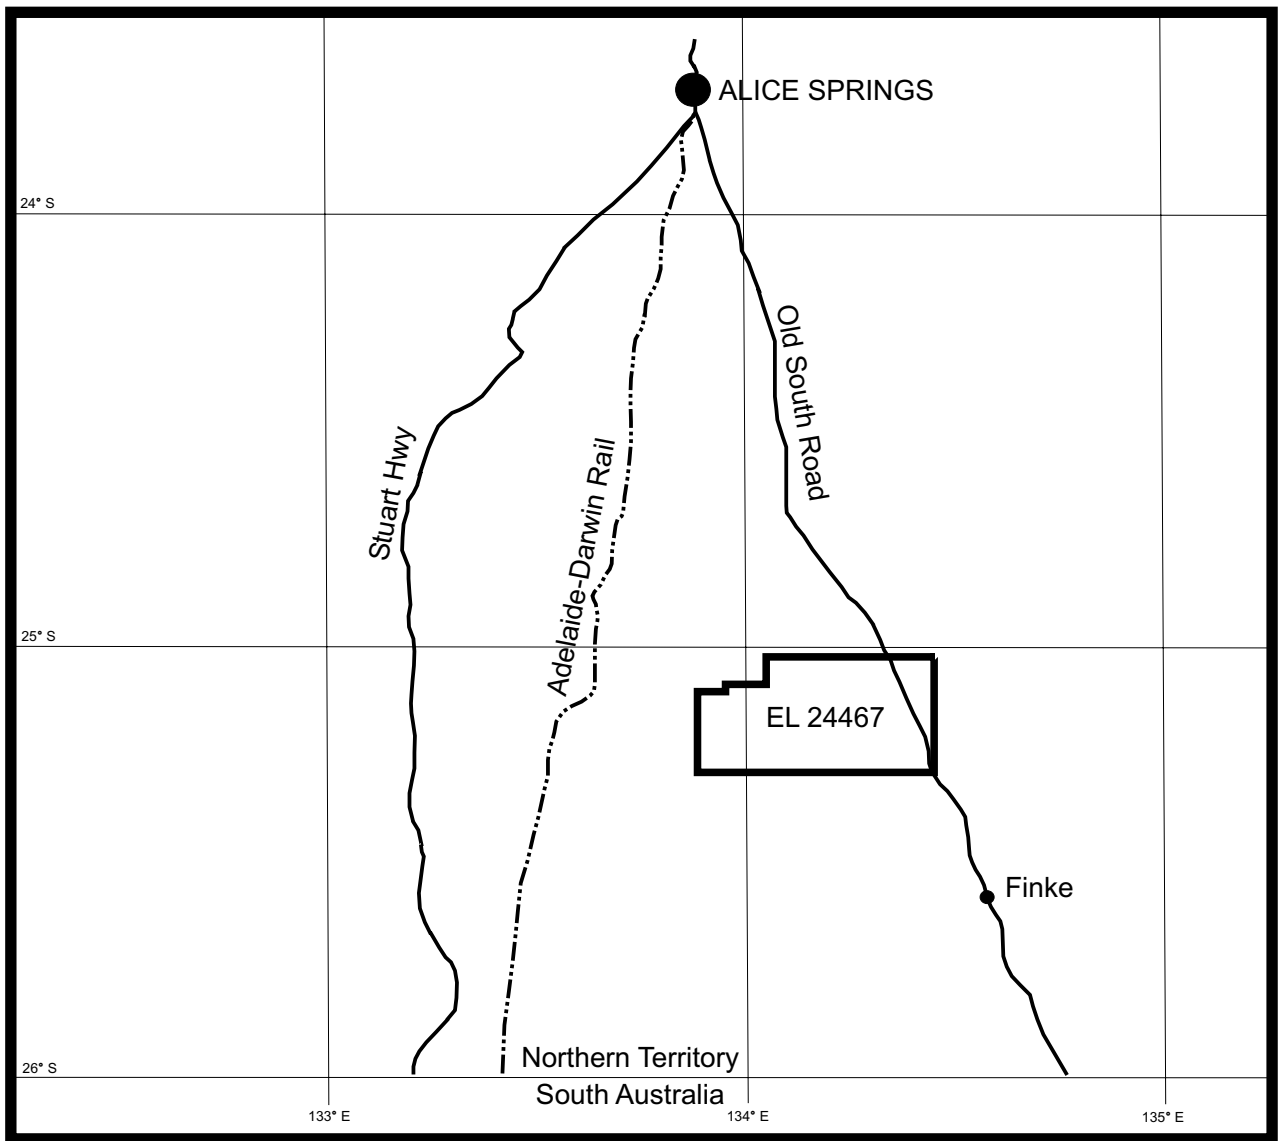 ALICE SPRINGS
24° S
Old South Road
Stuart Hwy
Adelaide-Darwin Rail
25° S
EL 24467
Finke
Northern Territory
26° S
South Australia
133° E
134° E
135° E